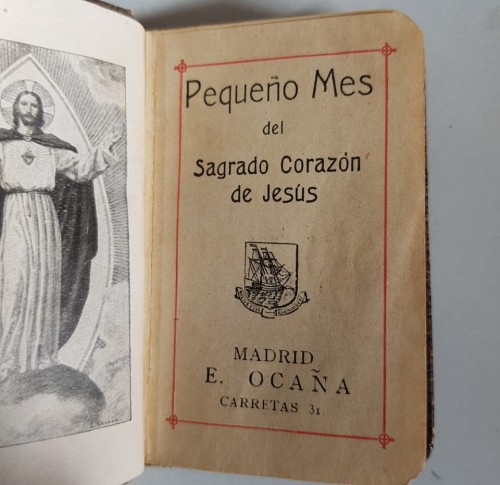 Pequeño Mes
del
Sagrado Corazón
de Jesús
MADRID
E. OCAÑA
CARRETAS 31